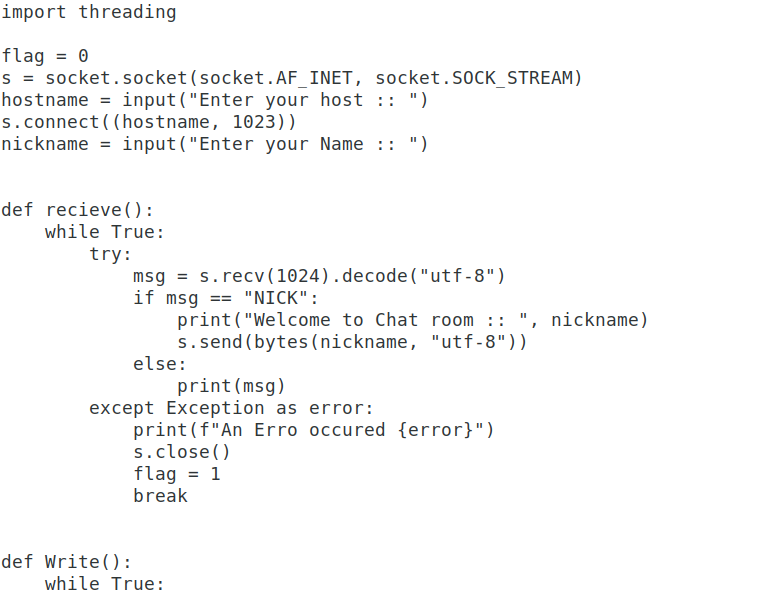 import threading

flag = 0
s = socket.socket(socket.AF_INET, socket.SOCK_STREAM)
hostname = input("Enter your host :: ")
s.connect((hostname, 1023))
nickname = input("Enter your Name :: ")


def recieve():
    while True:
        try:
            msg = s.recv(1024).decode("utf-8")
            if msg == "NICK":
                print("Welcome to Chat room :: ", nickname)
                s.send(bytes(nickname, "utf-8"))
            else:
                print(msg)
        except Exception as error:
            print(f"An Erro occured {error}")
            s.close()
            flag = 1
            break


def Write():
    while True: